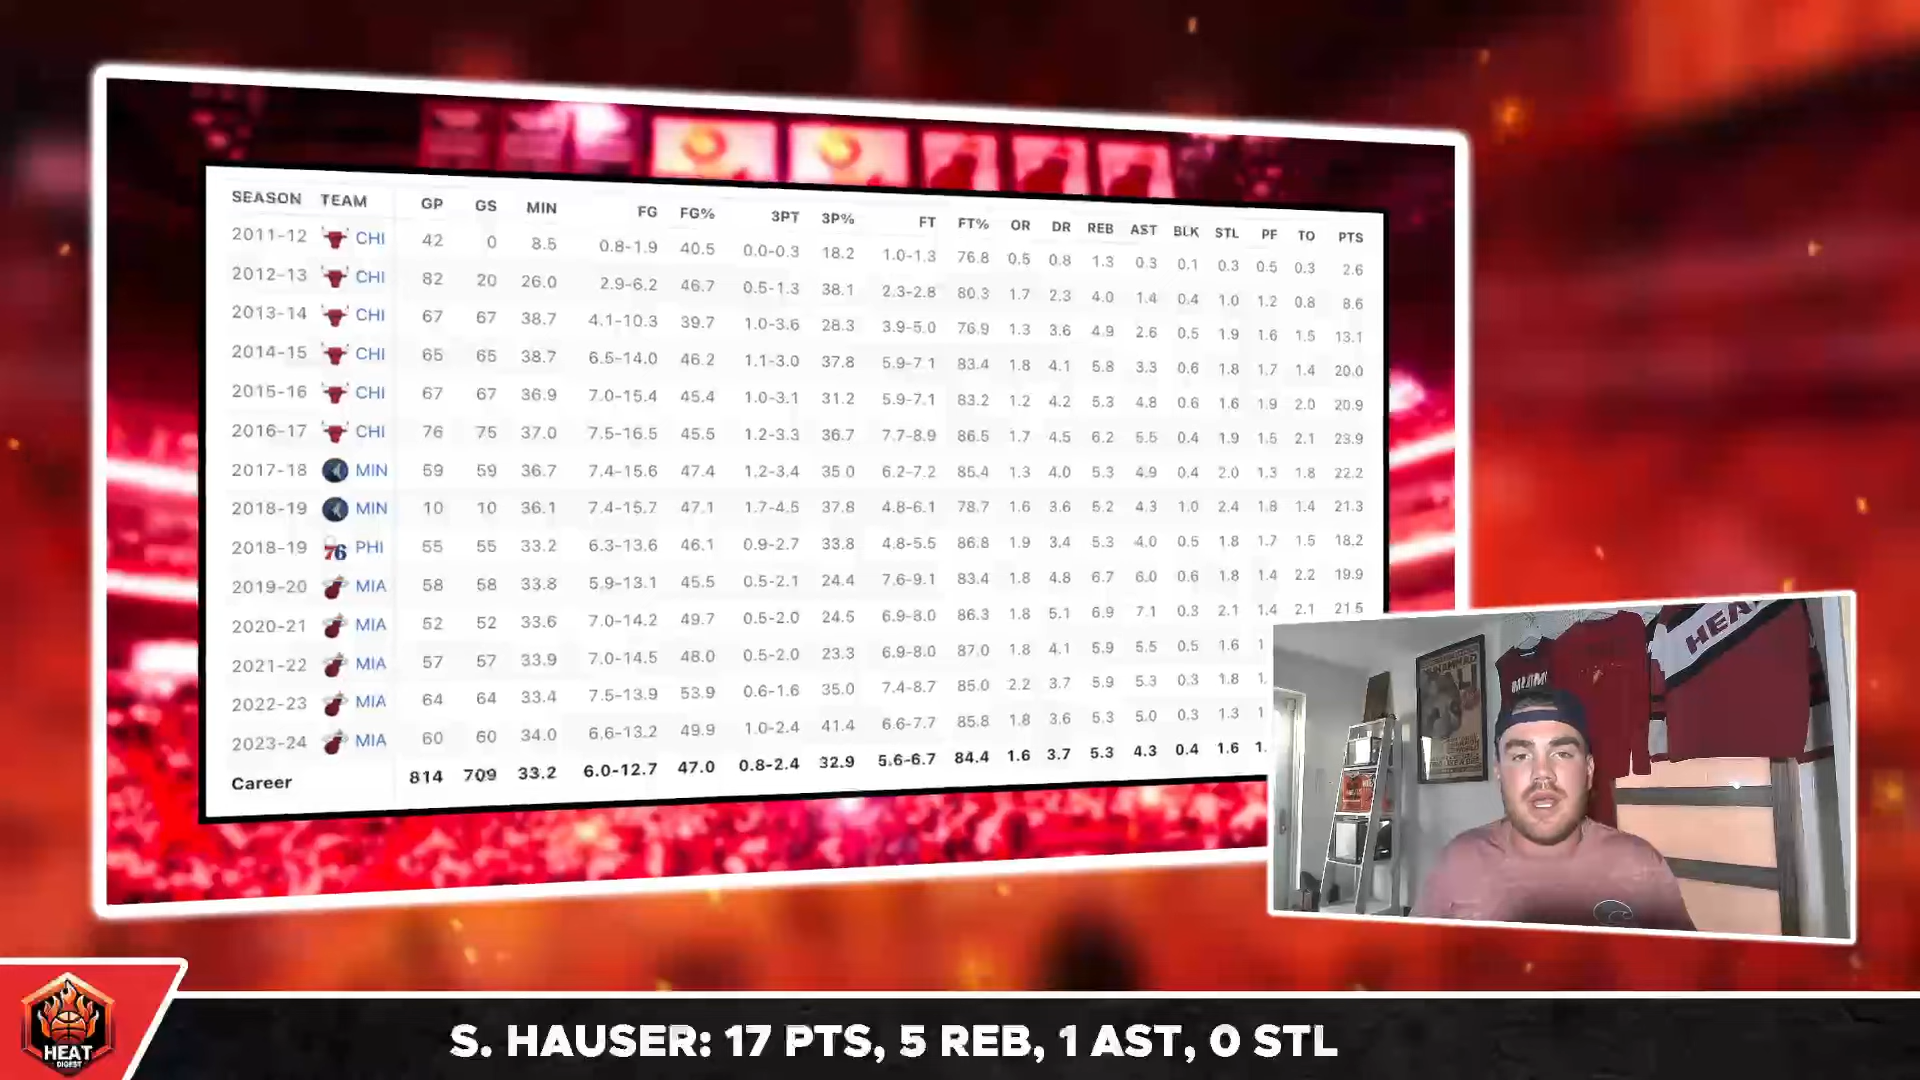 SEASON TEAM GP GS MIN FG FG% 3PT 3P% FT FT% OR DR REB AST BLK STL PF TO PTS
2011-12 CHI 42 0 8.5 0.8-1.9 40.5 0.0-0.3 18.2 1.0-1.3 76.8 0.5 0.8 1.3 0.3 0.1 0.3 0.5 0.3 2.6
2012-13 CHI 82 20 26.0 2.9-6.2 46.7 0.5-1.3 38.1 2.3-2.8 80.3 1.7 2.3 4.0 1.4 0.4 1.0 1.2 0.8 8.6
2013-14 CHI 67 67 38.7 4.1-10.3 39.7 1.0-3.6 28.3 3.9-5.0 76.9 1.3 3.6 4.9 2.6 0.5 1.9 1.6 1.5 13.1
2014-15 CHI 65 65 38.7 6.5-14.0 46.2 1.1-3.0 37.8 5.9-7.1 83.4 1.8 4.1 5.8 3.3 0.6 1.8 1.7 1.4 20.0
2015-16 CHI 67 67 36.9 7.0-15.4 45.4 1.0-3.1 31.2 5.9-7.1 83.2 1.2 4.2 5.3 4.8 0.6 1.6 1.9 2.0 20.9
2016-17 CHI 76 75 37.0 7.5-16.5 45.5 1.2-3.3 36.7 7.7-8.9 86.5 1.7 4.5 6.2 5.5 0.4 1.9 1.5 2.1 23.9
2017-18 MIN 59 59 36.7 7.4-15.6 47.4 1.2-3.4 35.0 6.2-7.2 85.4 1.3 4.0 5.3 4.9 0.4 2.0 1.3 1.8 22.2
2018-19 MIN 10 10 36.1 7.4-15.7 47.1 1.7-4.5 37.8 4.8-6.1 78.7 1.6 3.6 5.2 4.3 1.0 2.4 1.8 1.4 21.3
2018-19 76 PHI 55 55 33.2 6.3-13.6 46.1 0.9-2.7 33.8 4.8-5.5 86.8 1.9 3.4 5.3 4.0 0.5 1.8 1.7 1.5 18.2
2019-20 MIA 58 58 33.8 5.9-13.1 45.5 0.5-2.1 24.4 7.6-9.1 83.4 1.8 4.8 6.7 6.0 0.6 1.8 1.4 2.2 19.9
2020-21 MIA 52 52 33.6 7.0-14.2 49.7 0.5-2.0 24.5 6.9-8.0 86.3 1.8 5.1 6.9 7.1 0.3 2.1 1.4 2.1 21.5
2021-22 MIA 57 57 33.9 7.0-14.5 48.0 0.5-2.0 23.3 6.9-8.0 87.0 1.8 4.1 5.9 5.5 0.5 1.6 1
2022-23 MIA 64 64 33.4 7.5-13.9 53.9 0.6-1.6 35.0 7.4-8.7 85.0 2.2 3.7 5.9 5.3 0.3 1.8 1.
2023-24 MIA 60 60 34.0 6.6-13.2 49.9 1.0-2.4 41.4 6.6-7.7 85.8 1.8 3.6 5.3 5.0 0.3 1.3 1
Career 814 709 33.2 6.0-12.7 47.0 0.8-2.4 32.9 5.6-6.7 84.4 1.6 3.7 5.3 4.3 0.4 1.6 1.
HEA
MIAMI
HEAT
DIGEST
S. HAUSER: 17 PTS, 5 REB, 1 AST, 0 STL